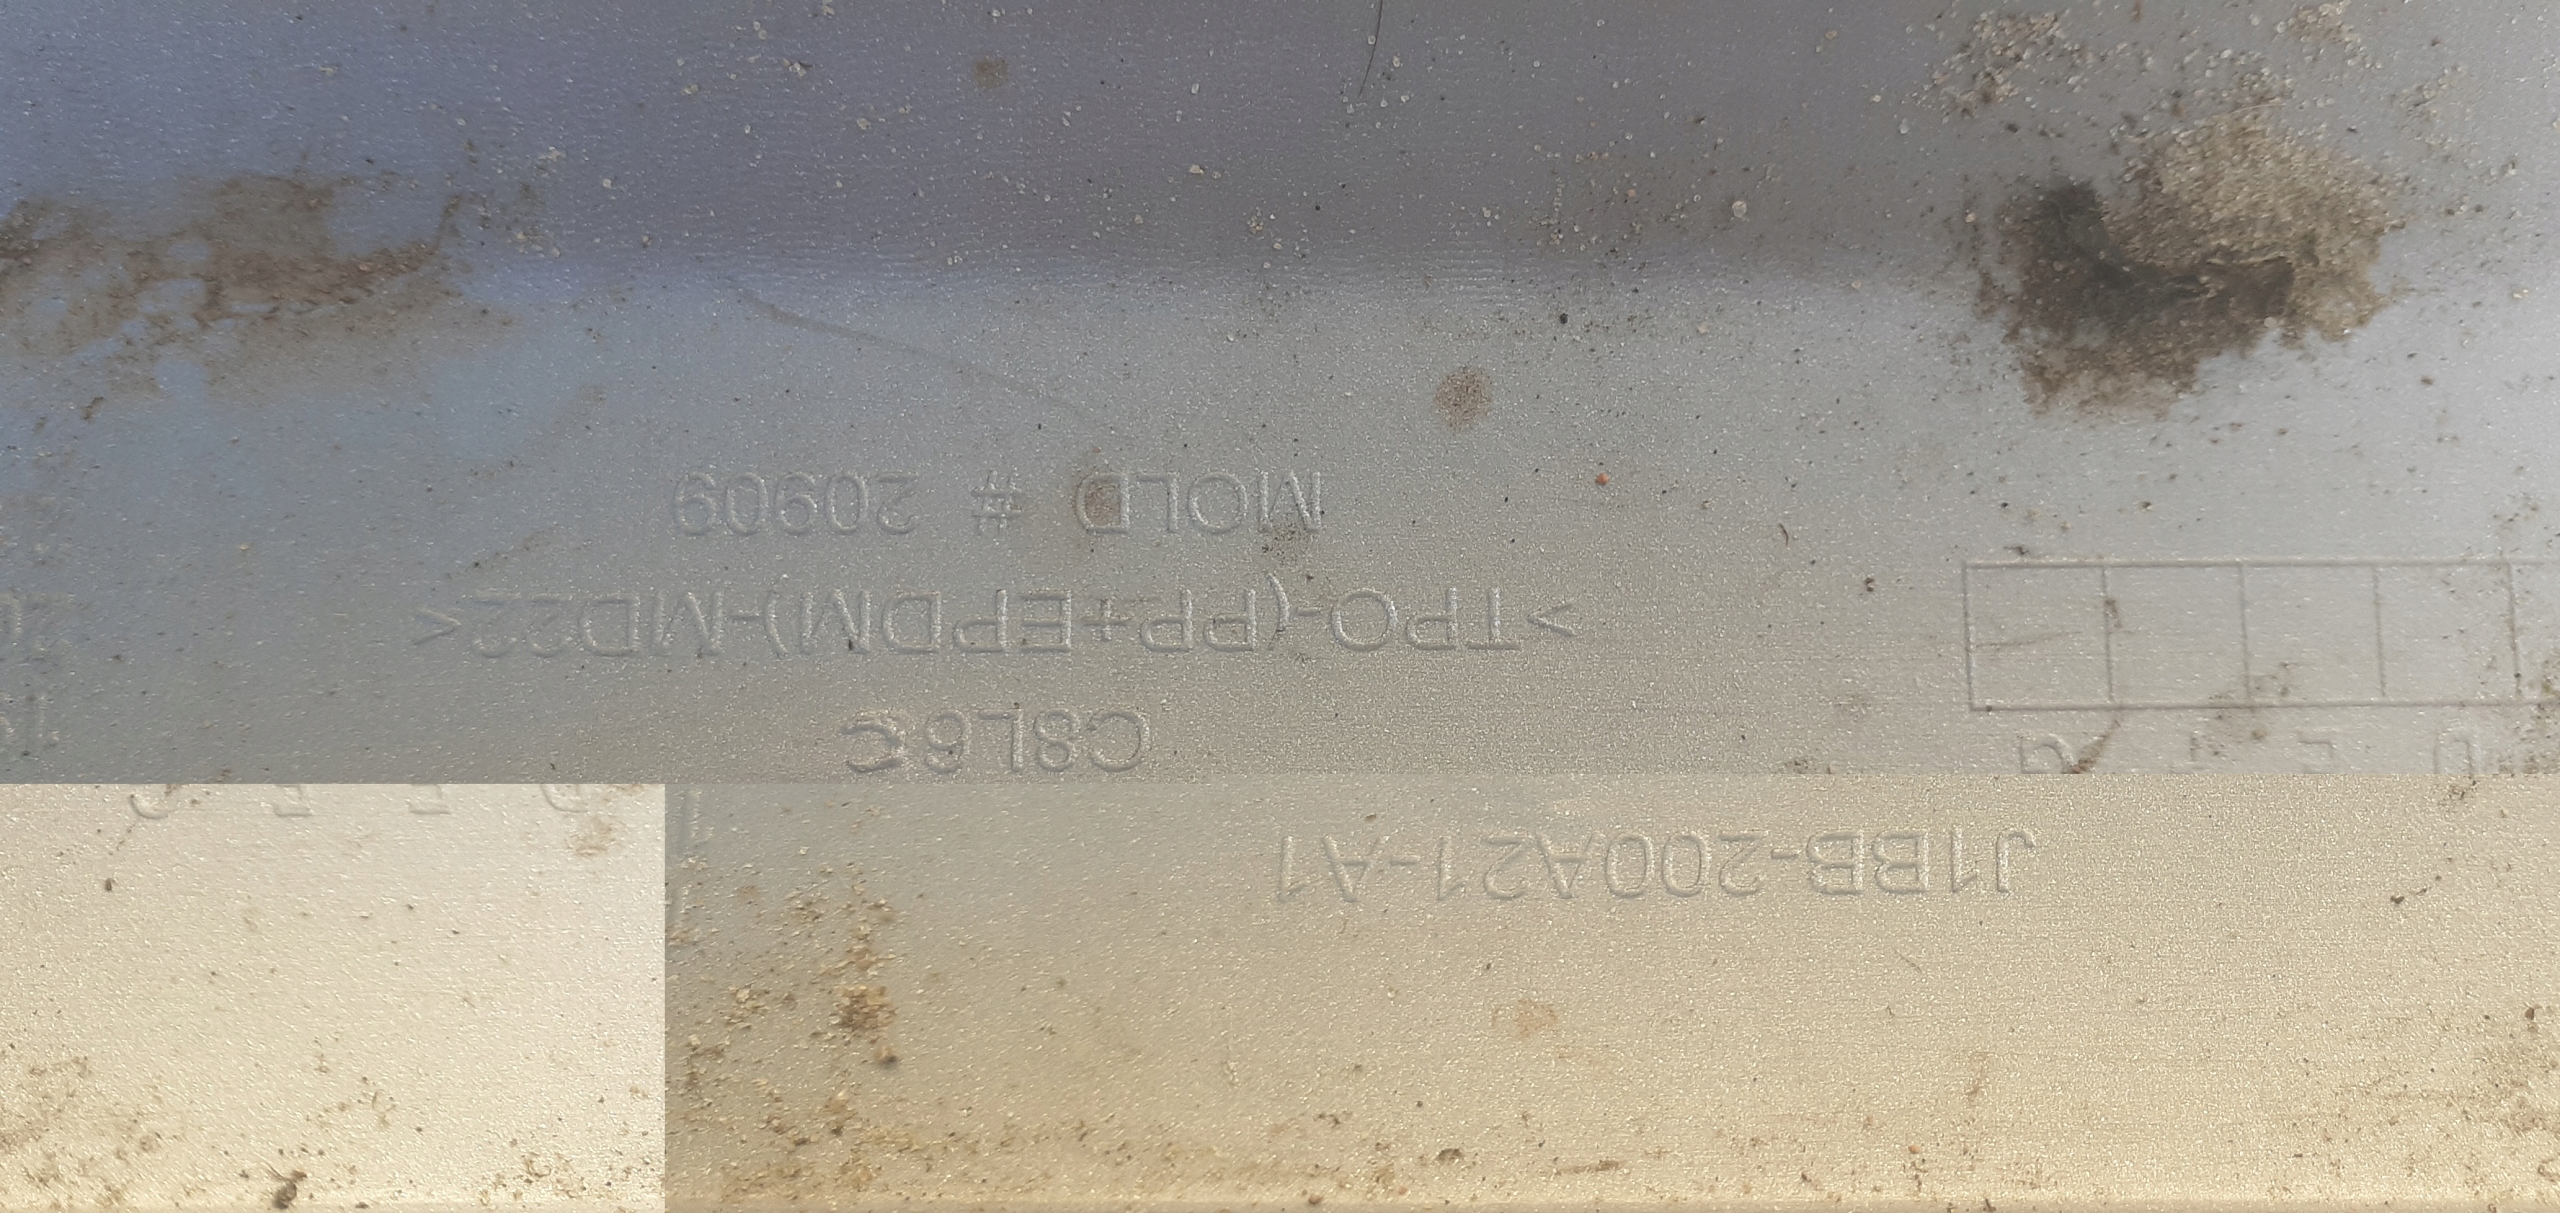 J1BB-200A21-A1
C8L6C
>TPO-(PP+EPDM)-MD22<
MOLD # 20909